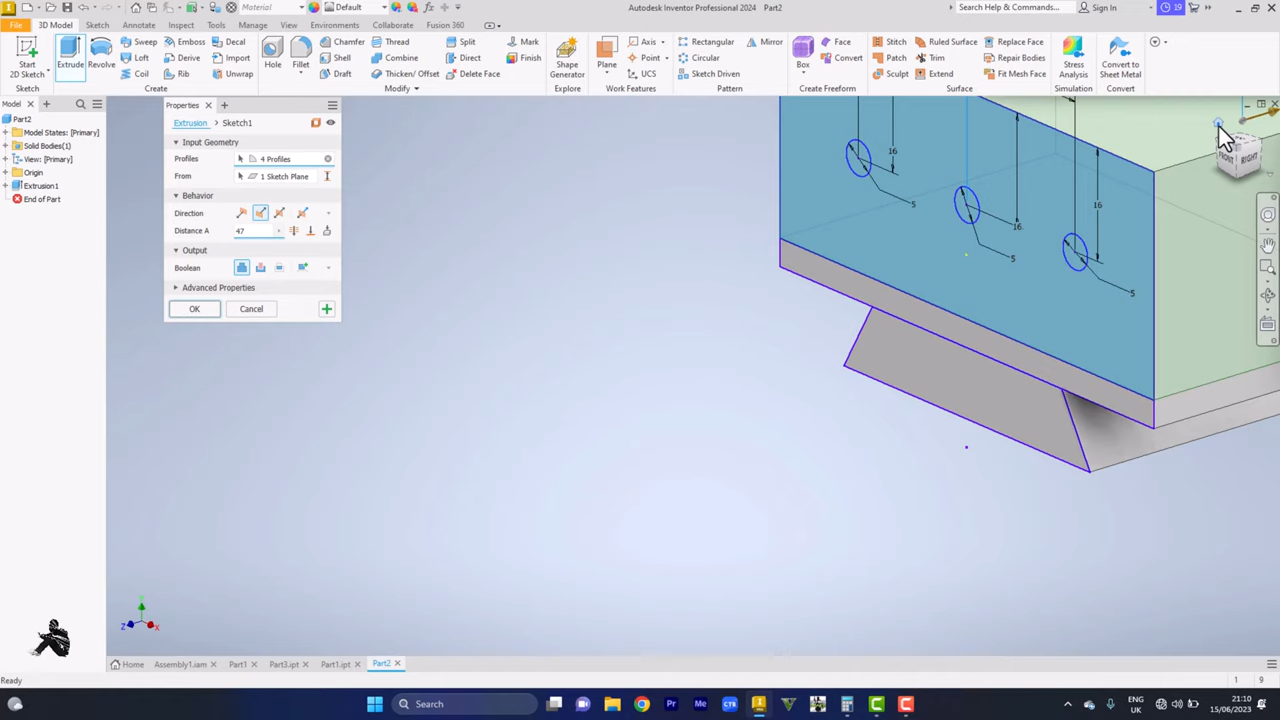 Material
Default
Autodesk Inventor Professional 2024 Part2
Search Help & Commands...
Sign In
19
File 3D Model Sketch Annotate Inspect Tools Manage View Environments Collaborate Fusion 360
Start
2D Sketch
Extrude
Revolve
Sweep Emboss Decal
Loft Derive Import
Coil Rib Unwrap
Hole
Fillet
Chamfer Thread Split Direct
Shell Combine
Draft Thicken/ Offset Delete Face
Mark
Finish
Shape
Generator
Plane
Axis
Point
UCS
Rectangular Mirror
Circular
Sketch Driven
Box
Face
Convert
Stitch Ruled Surface Replace Face
Patch Trim Repair Bodies
Sculpt Extend Fit Mesh Face
Stress
Analysis
Convert to
Sheet Metal
Sketch Create Modify Explore Work Features Pattern Create Freeform Surface Simulation Convert
Model
Part2
Model States: [Primary]
Solid Bodies(1)
View: [Primary]
Origin
Extrusion1
End of Part
Properties
Extrusion > Sketch1
Input Geometry
Profiles 4 Profiles
From 1 Sketch Plane
Behavior
Direction
Distance A 47
Output
Boolean
Advanced Properties
OK Cancel
16
5
16
5
16
5
FRONT RIGHT
Z X
Home Assembly1.iam Part1 Part3.ipt Part1.ipt Part2
Ready
1 9
Search
ENG
UK
21:10
15/06/2023